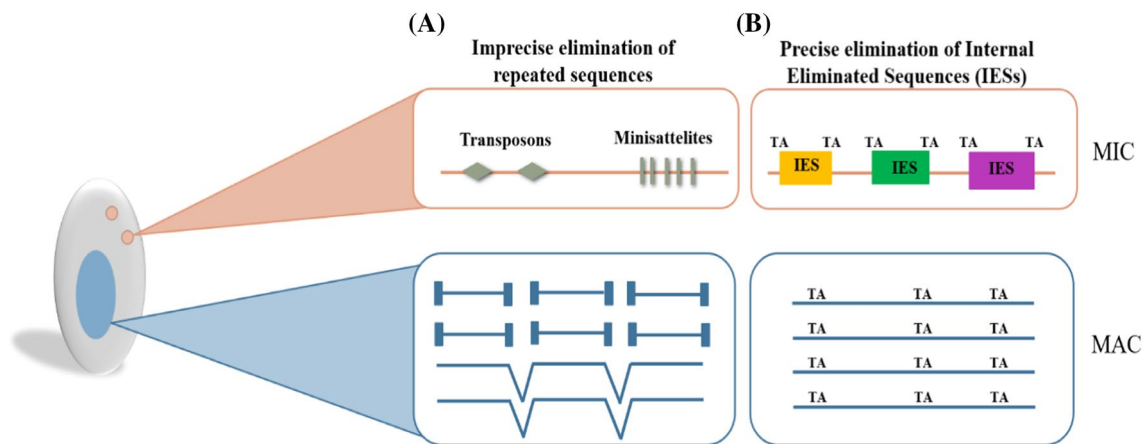 (A)
Imprecise elimination of
repeated sequences
(B)
Precise elimination of Internal
Eliminated Sequences (IESs)
Transposons
Minisattelites
TA TA TA TA TA TA
IES IES IES
MIC
TA TA TA
TA TA TA
TA TA TA
TA TA TA
MAC